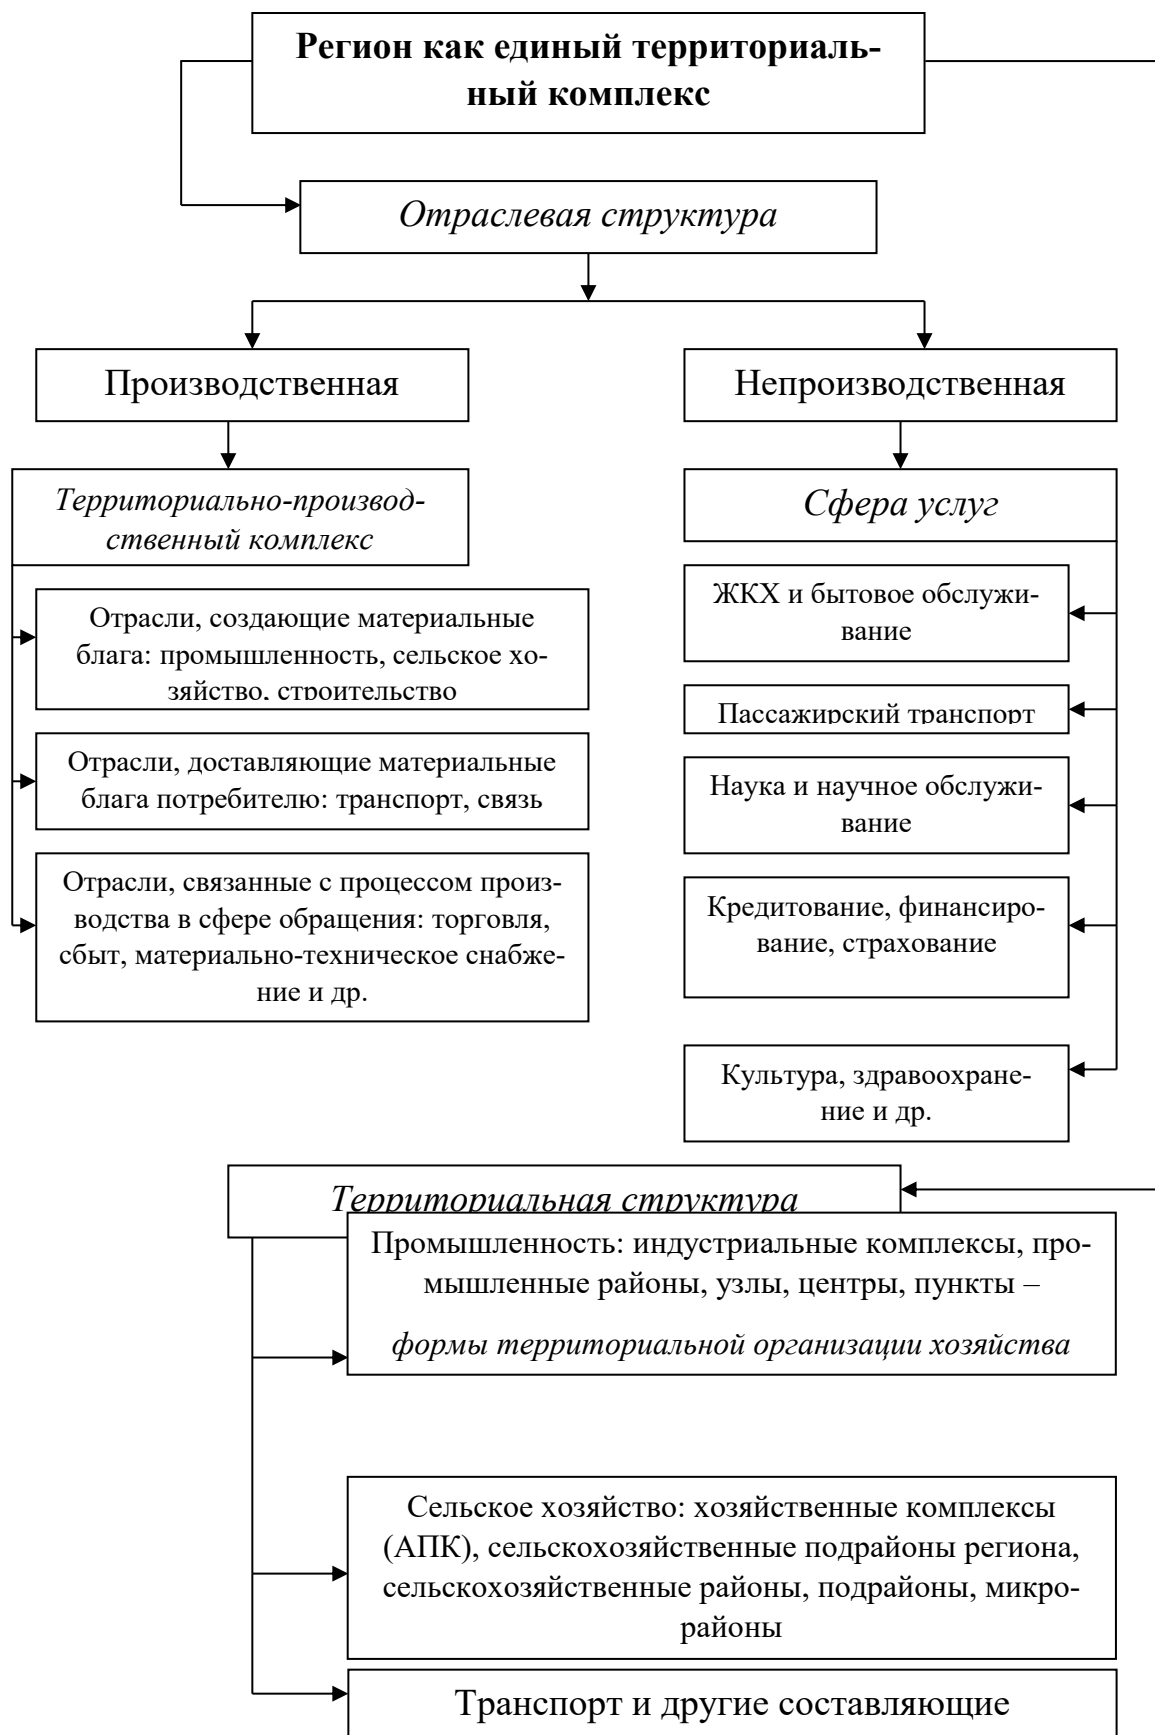 Регион как единый территориаль-
ный комплекс
Отраслевая структура
Производственная
Непроизводственная
Территориально-производ-
ственный комплекс
Сфера услуг
Отрасли, создающие материальные
блага: промышленность, сельское хо-
зяйство, строительство
Отрасли, доставляющие материальные
блага потребителю: транспорт, связь
Отрасли, связанные с процессом произ-
водства в сфере обращения: торговля,
сбыт, материально-техническое снабже-
ние и др.
ЖКХ и бытовое обслужи-
вание
Пассажирский транспорт
Наука и научное обслужи-
вание
Кредитование, финансиро-
вание, страхование
Культура, здравоохране-
ние и др.
Территориальная структура
Промышленность: индустриальные комплексы, про-
мышленные районы, узлы, центры, пункты –
формы территориальной организации хозяйства
Сельское хозяйство: хозяйственные комплексы
(АПК), сельскохозяйственные подрайоны региона,
сельскохозяйственные районы, подрайоны, микро-
районы
Транспорт и другие составляющие